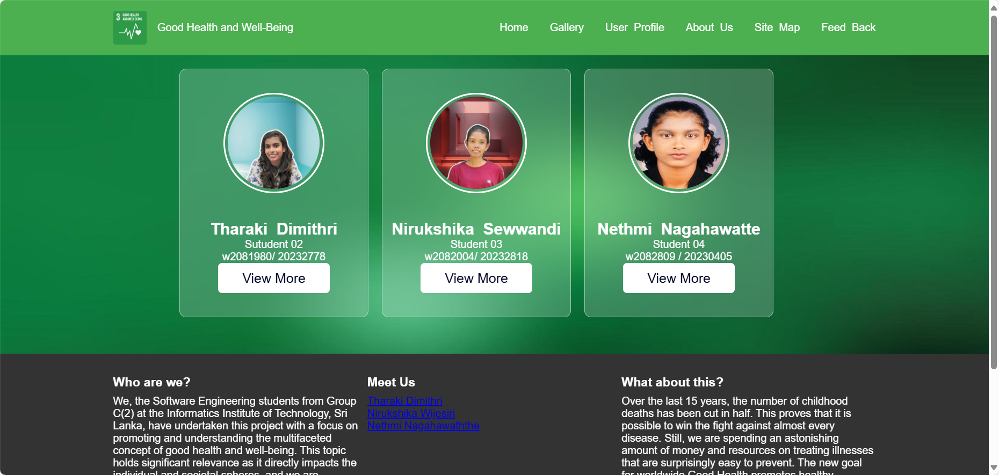 3 GOOD HEALTH
AND WELL-BEING
Good Health and Well-Being
Home Gallery User Profile About Us Site Map Feed Back
Tharaki Dimithri
Sutudent 02
w2081980/ 20232778
View More
Nirukshika Sewwandi
Student 03
w2082004/ 20232818
View More
Nethmi Nagahawatte
Student 04
w2082809 / 20230405
View More
Who are we?
We, the Software Engineering students from Group
C(2) at the Informatics Institute of Technology, Sri
Lanka, have undertaken this project with a focus on
promoting and understanding the multifaceted
concept of good health and well-being. This topic
holds significant relevance as it directly impacts the
individual and societal spheres, and we are
Meet Us
Tharaki Dimithri
Nirukshika Wijesiri
Nethmi Nagahawaththe
What about this?
Over the last 15 years, the number of childhood
deaths has been cut in half. This proves that it is
possible to win the fight against almost every
disease. Still, we are spending an astonishing
amount of money and resources on treating illnesses
that are surprisingly easy to prevent. The new goal
for worldwide Good Health promotes healthy